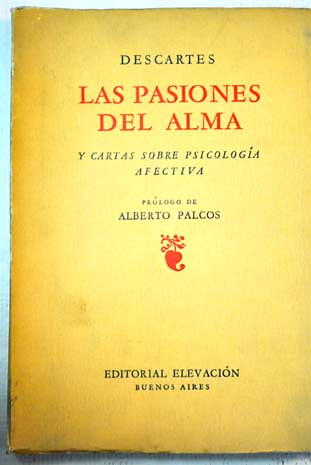 DESCARTES
LAS PASIONES
DEL ALMA
Y CARTAS SOBRE PSICOLOGÍA
AFECTIVA
PRÓLOGO DE
ALBERTO PALCOS
EDITORIAL ELEVACIÓN
BUENOS AIRES